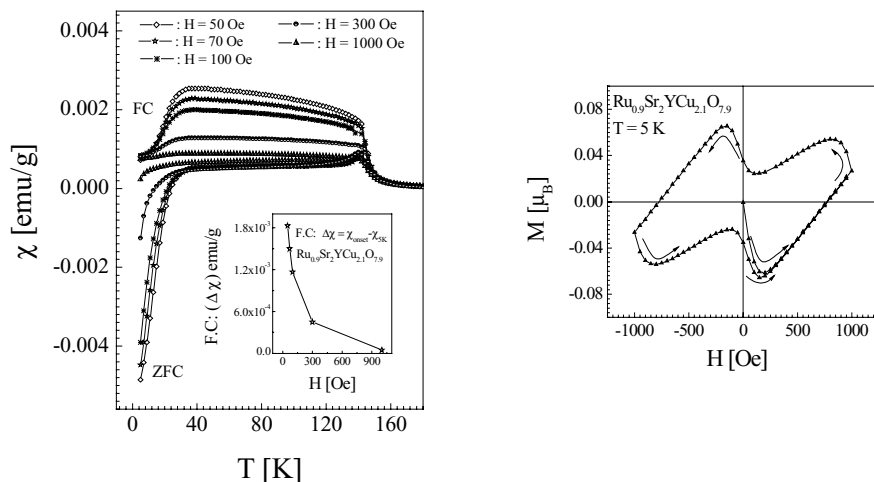 : H = 50 Oe
: H = 70 Oe
: H = 100 Oe
: H = 300 Oe
: H = 1000 Oe
0.004
0.002
0.000
-0.002
-0.004
χ [emu/g]
FC
ZFC
0 40 80 120 160
T [K]
1.8x10⁻³
1.2x10⁻³
6.0x10⁻⁴
0.0
F.C: (Δχ) emu/g
F.C: Δχ = χonset-χ5K
Ru₀.₉Sr₂YCu₂.₁O₇.₉
0 300 600 900
H [Oe]
Ru₀.₉Sr₂YCu₂.₁O₇.₉
T = 5 K
0.08
0.04
0.00
-0.04
-0.08
M [μB]
-1000 -500 0 500 1000
H [Oe]